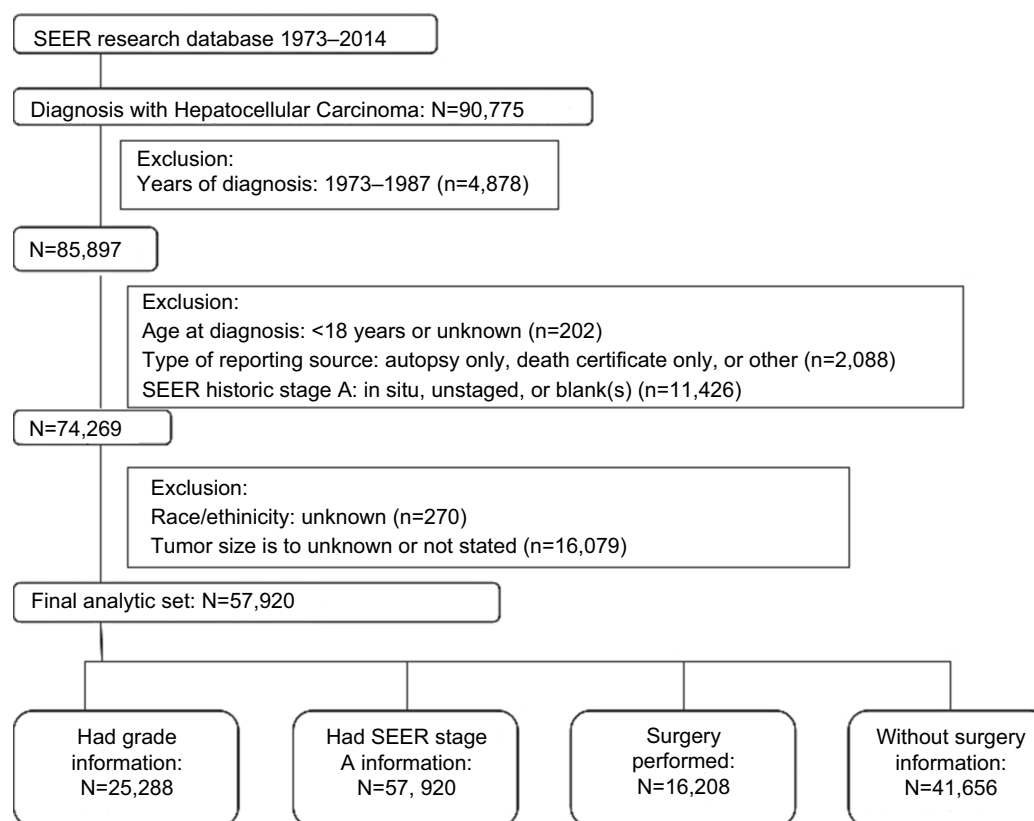 SEER research database 1973–2014
Diagnosis with Hepatocellular Carcinoma: N=90,775
Exclusion:
Years of diagnosis: 1973–1987 (n=4,878)
N=85,897
Exclusion:
Age at diagnosis: <18 years or unknown (n=202)
Type of reporting source: autopsy only, death certificate only, or other (n=2,088)
SEER historic stage A: in situ, unstaged, or blank(s) (n=11,426)
N=74,269
Exclusion:
Race/ethinicity: unknown (n=270)
Tumor size is to unknown or not stated (n=16,079)
Final analytic set: N=57,920
Had grade
information:
N=25,288
Had SEER stage
A information:
N=57, 920
Surgery
performed:
N=16,208
Without surgery
information:
N=41,656